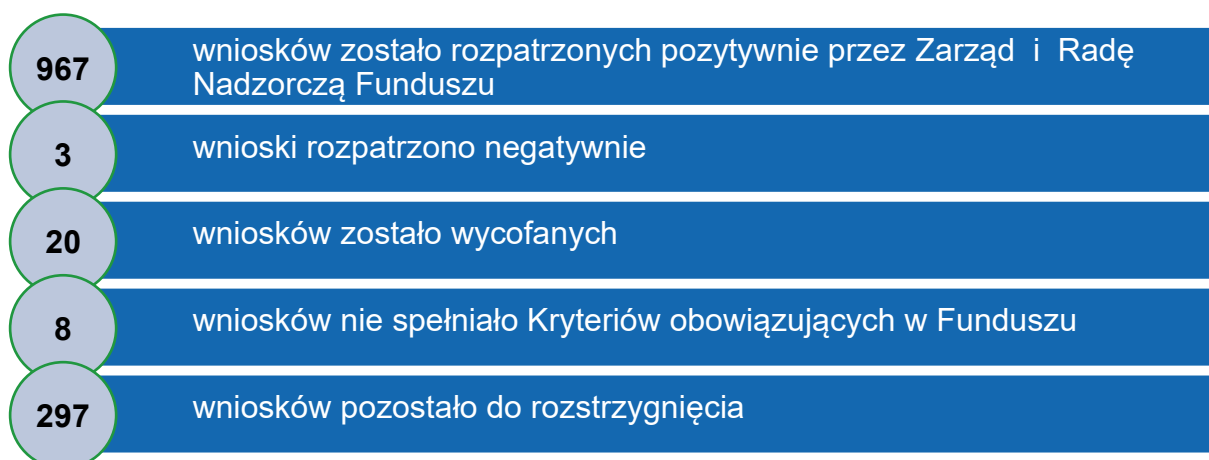 967
wniosków zostało rozpatrzonych pozytywnie przez Zarząd i Radę
Nadzorczą Funduszu
3
wnioski rozpatrzono negatywnie
20
wniosków zostało wycofanych
8
wniosków nie spełniało Kryteriów obowiązujących w Funduszu
297
wniosków pozostało do rozstrzygnięcia